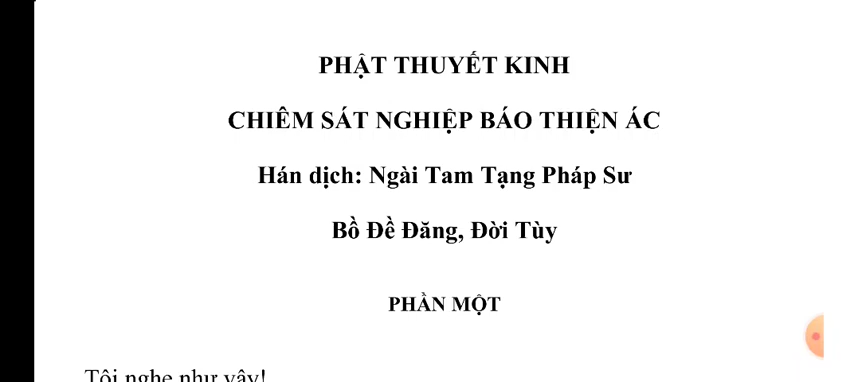 PHẬT THUYẾT KINH
CHIÊM SÁT NGHIỆP BÁO THIỆN ÁC
Hán dịch: Ngài Tam Tạng Pháp Sư
Bồ Đề Đăng, Đời Tùy
PHẦN MỘT
Tôi nghe như vậy!